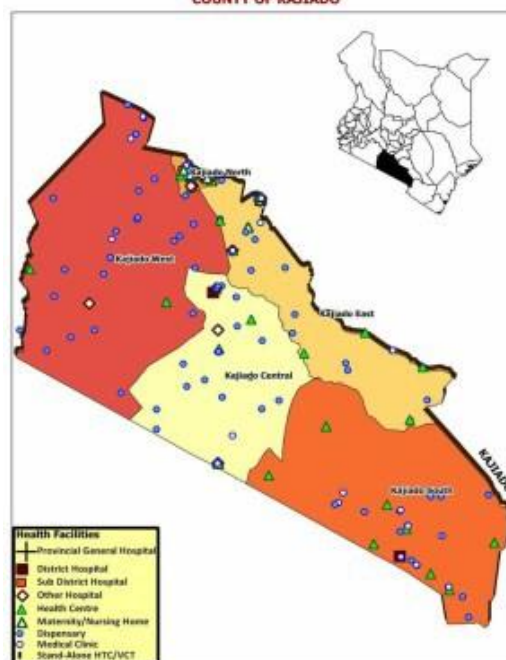 COUNTY OF KAJIADO
Kajiado North
Kajiado West
Kajiado East
Kajiado Central
KAJIADO
Kajiado South
Health Facilities
Provincial General Hospital
District Hospital
Sub District Hospital
Other Hospital
Health Centre
Maternity/Nursing Home
Dispensary
Medical Clinic
Stand-Alone HTC/VCT